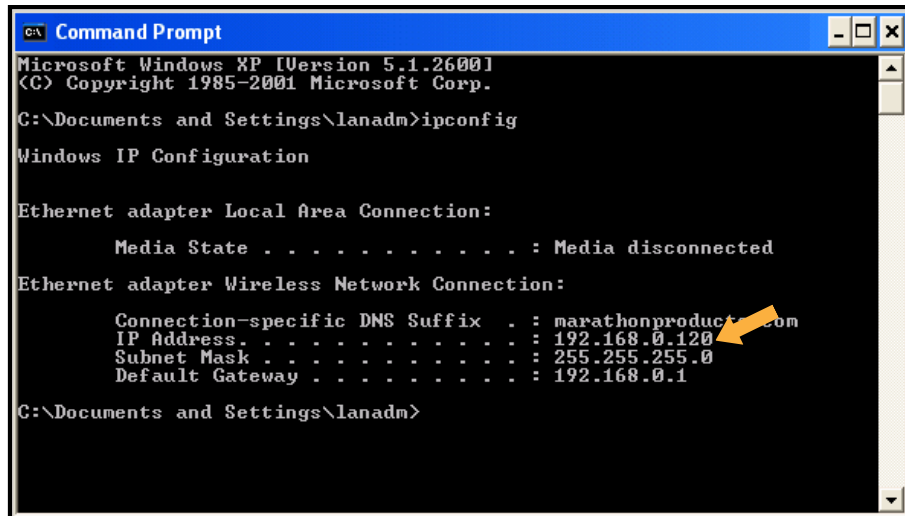 Command Prompt
Microsoft Windows XP [Version 5.1.2600]
(C) Copyright 1985-2001 Microsoft Corp.
C:\Documents and Settings\lanadm>ipconfig
Windows IP Configuration
Ethernet adapter Local Area Connection:
Media State . . . . . . . . . . . : Media disconnected
Ethernet adapter Wireless Network Connection:
Connection-specific DNS Suffix . :
IP Address. . . . . . . . . . . . : 192.168.0.120
Subnet Mask . . . . . . . . . . . : 255.255.255.0
Default Gateway . . . . . . . . . : 192.168.0.1
C:\Documents and Settings\lanadm>